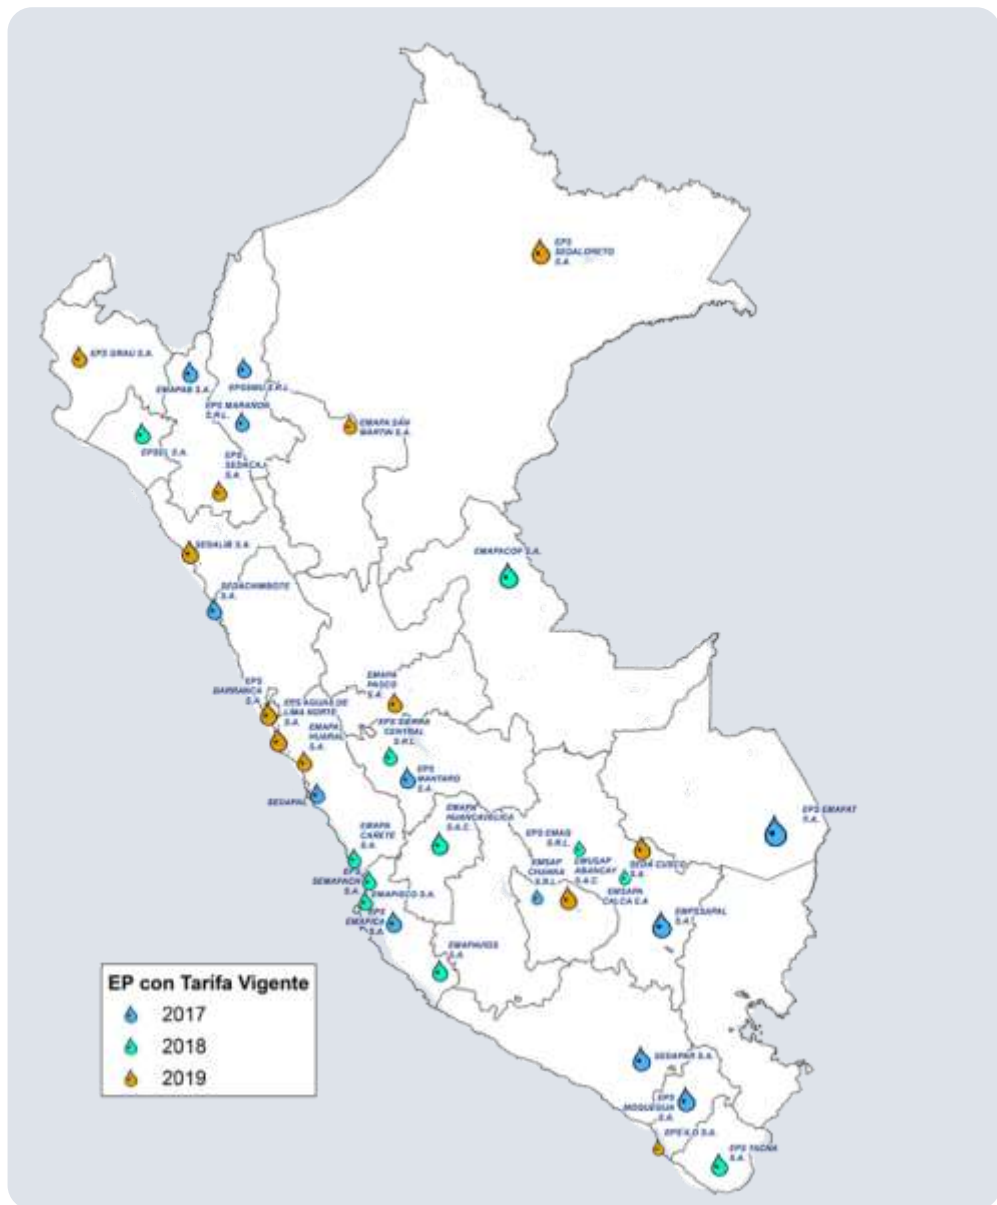 EPS
SEDALORETO
S.A.
EPS GRAU S.A.
EMAPAB S.A.
EPSSMU S.R.L.
EPS MARAÑON
S.R.L.
EMAPA SAN
MARTIN S.A.
EPSEL S.A.
EPS
S.A.
SEDALIB S.A.
EMAPACOP S.A.
SEDACHIMBOTE
S.A.
EMAPA
PASCO
S.A.
EPS
BARRANCA
S.A.
AGUAS DE
LIMA NORTE
S.A.
EMAPA
HUARAL
S.A.
EPS SIERRA
CENTRAL
S.R.L.
EPS
MANTARO
S.A.
SEDAPAL
EMAPA
HUANCAVELICA
S.A.C.
EPS EMAPAT
S.A.
EMAPA
CAÑETE
S.A.
EPS
SEMAPACH
S.A.
EMAPISCO S.A.
EPS
EMAPICA
S.A.
EPS EMAQ
S.R.L.
EMSAP
CHANKA
S.R.L.
EMUSAP
ABANCAY
S.A.C.
SEDA CUSCO
S.A.
EMSAPA
CALCA S.A
EMPSSAPAL
S.A.
EMAPAVIGS
S.A.
SEDAPAR S.A.
EPS
MOQUEGUA
S.A.
S.A.
EPS TACNA
S.A.
EP con Tarifa Vigente
2017
2018
2019